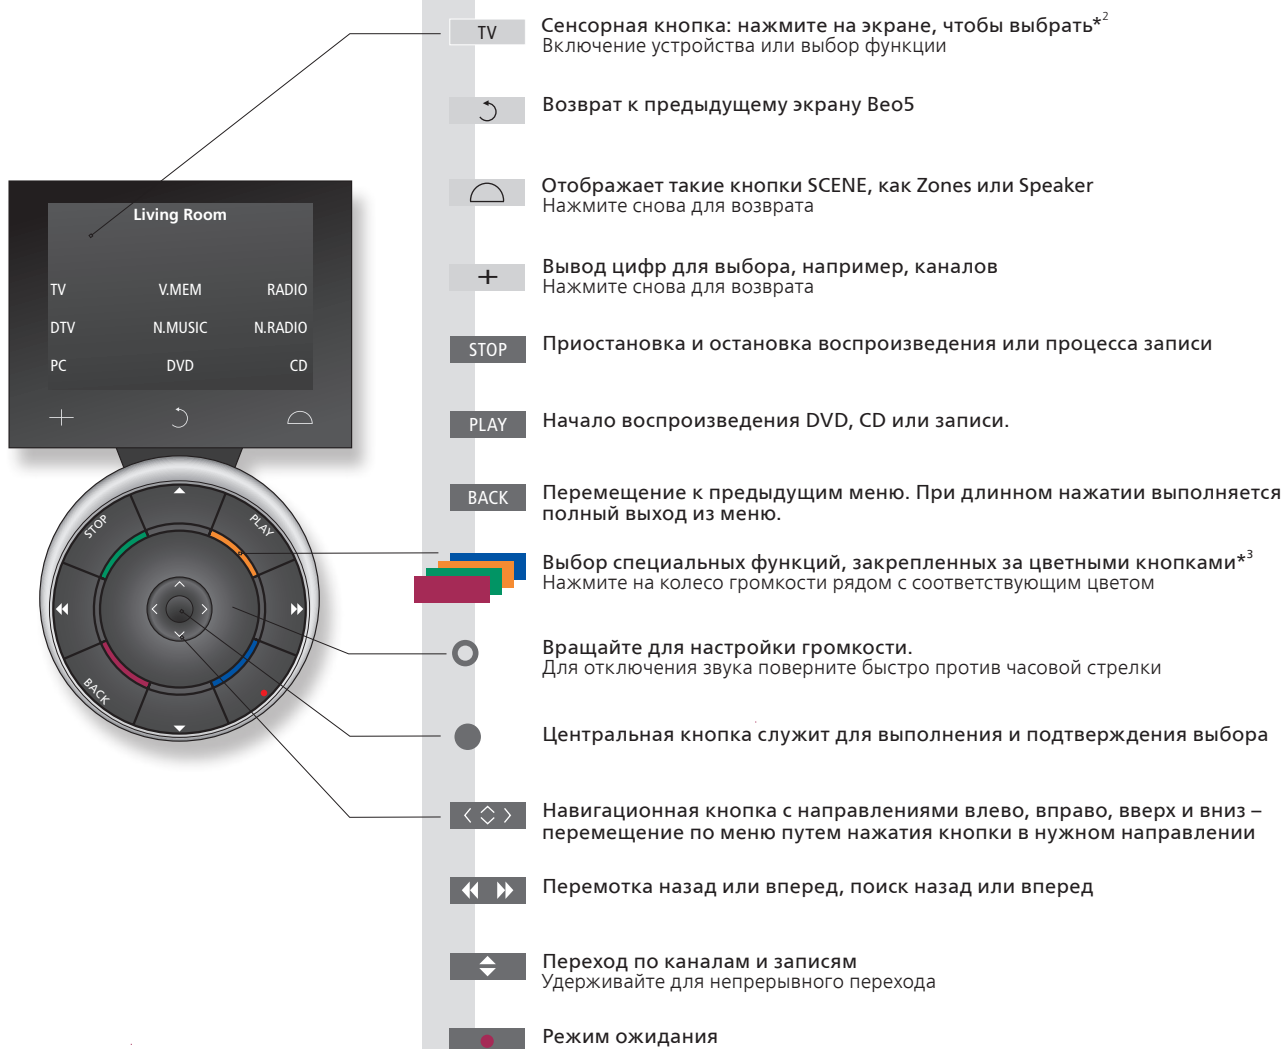 TV
Сенсорная кнопка: нажмите на экране, чтобы выбрать*2
Включение устройства или выбор функции
Возврат к предыдущему экрану Beo5
Отображает такие кнопки SCENE, как Zones или Speaker
Нажмите снова для возврата
Living Room
TV V.MEM RADIO
DTV N.MUSIC N.RADIO
PC DVD CD
Вывод цифр для выбора, например, каналов
Нажмите снова для возврата
STOP
Приостановка и остановка воспроизведения или процесса записи
PLAY
Начало воспроизведения DVD, CD или записи.
BACK
Перемещение к предыдущим меню. При длинном нажатии выполняется
полный выход из меню.
STOP
PLAY
BACK
Выбор специальных функций, закрепленных за цветными кнопками*3
Нажмите на колесо громкости рядом с соответствующим цветом
Вращайте для настройки громкости.
Для отключения звука поверните быстро против часовой стрелки
Центральная кнопка служит для выполнения и подтверждения выбора
Навигационная кнопка с направлениями влево, вправо, вверх и вниз –
перемещение по меню путем нажатия кнопки в нужном направлении
Перемотка назад или вперед, поиск назад или вперед
Переход по каналам и записям
Удерживайте для непрерывного перехода
Режим ожидания